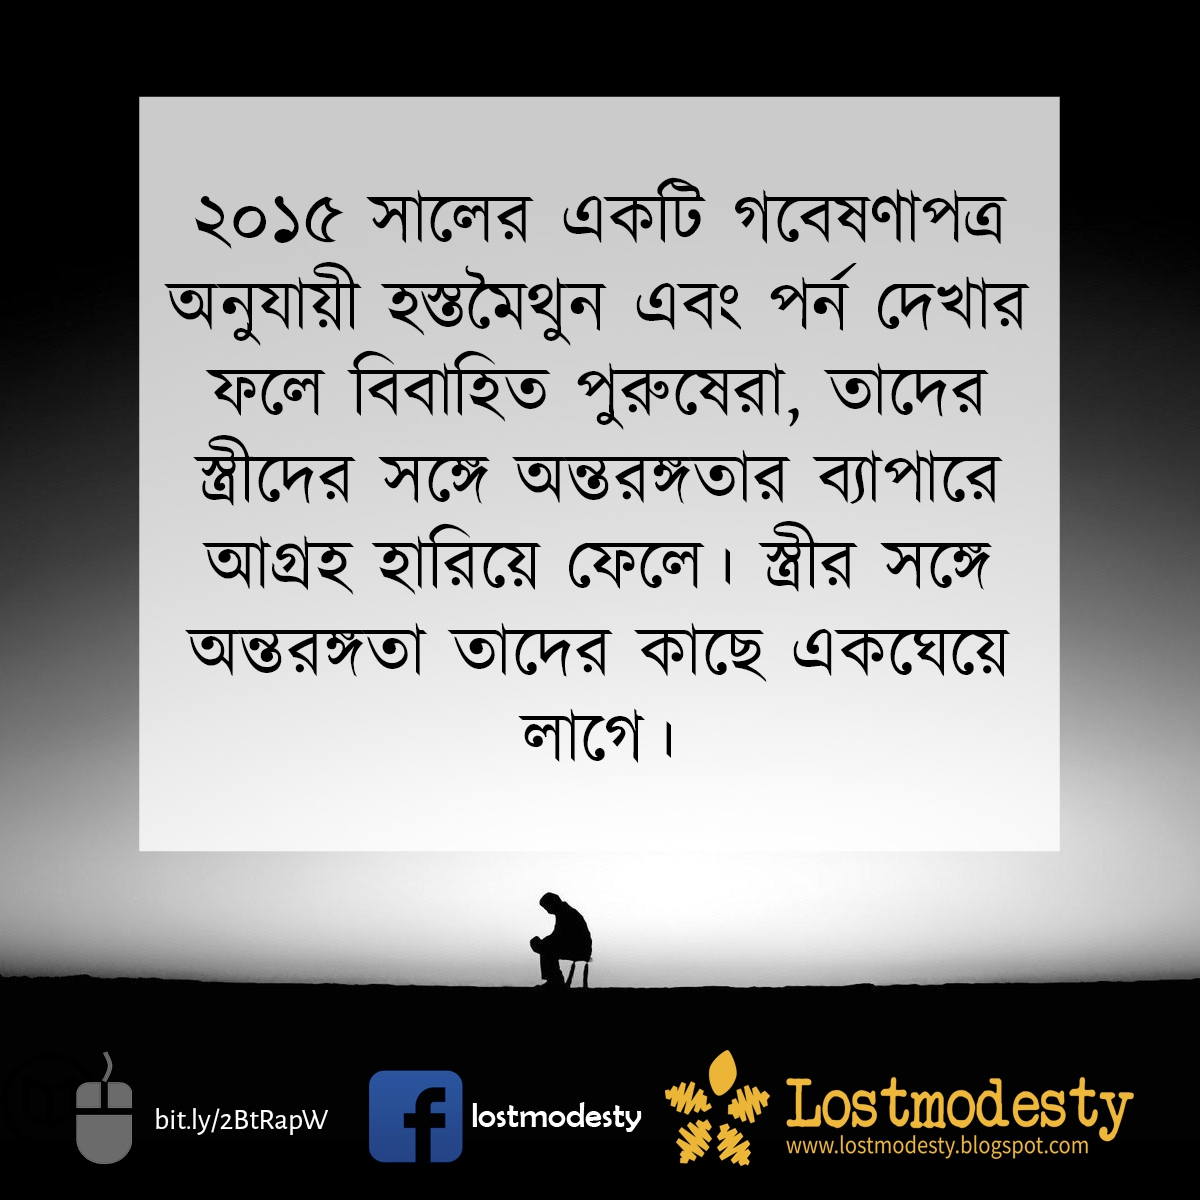 ২০১৫ সালের একটি গবেষণাপত্র
অনুযায়ী হস্তমৈথুন এবং পর্ন দেখার
ফলে বিবাহিত পুরুষেরা, তাদের
স্ত্রীদের সঙ্গে অন্তরঙ্গতার ব্যাপারে
আগ্রহ হারিয়ে ফেলে। স্ত্রীর সঙ্গে
অন্তরঙ্গতা তাদের কাছে একঘেয়ে
লাগে।
bit.ly/2BtRapW
lostmodesty
Lostmodesty
www.lostmodesty.blogspot.com